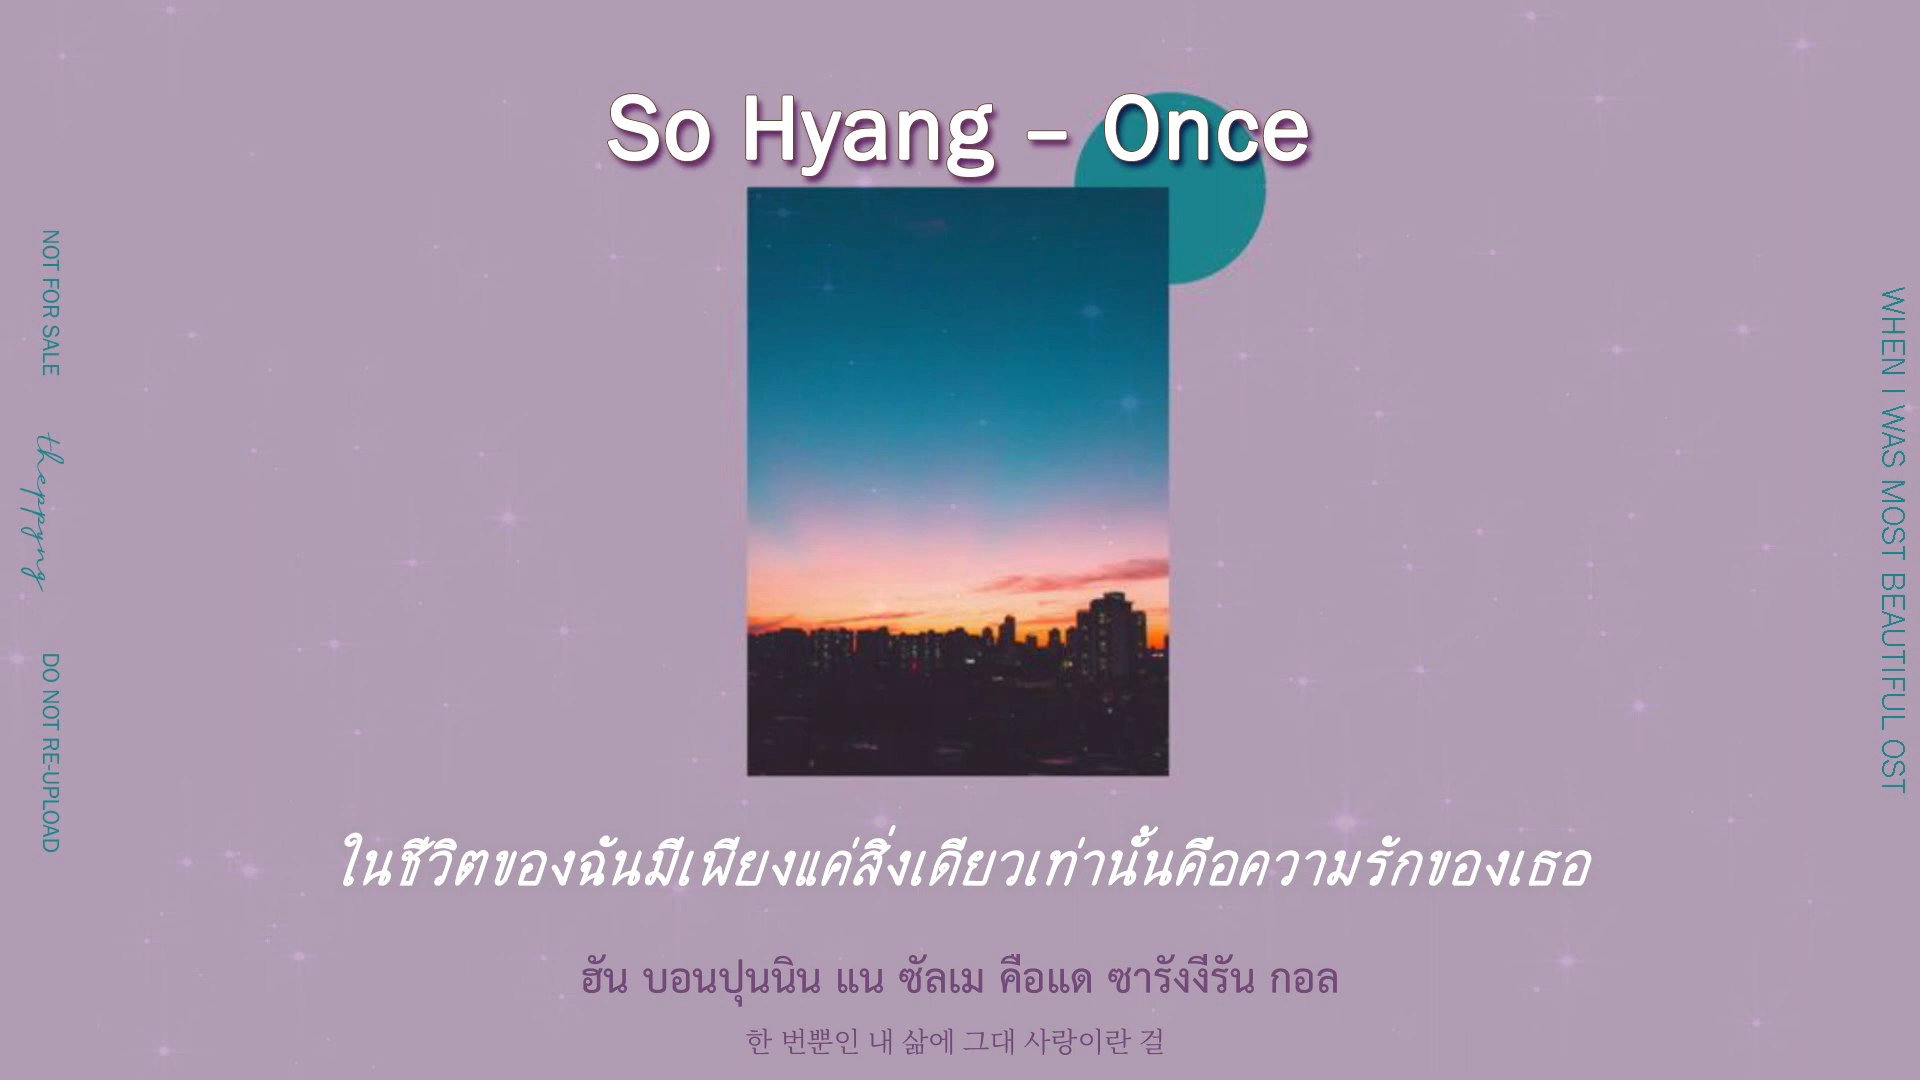 So Hyang – Once
NOT FOR SALE
theppyng
DO NOT RE-UPLOAD
WHEN I WAS MOST BEAUTIFUL OST
ในชีวิตของฉันมีเพียงแค่สิ่งเดียวเท่านั้นคือความรักของเธอ
ฮัน บอนปุนนิน แน ซัลเม คือแด ซารังงีรัน กอล
한 번뿐인 내 삶에 그대 사랑이란 걸